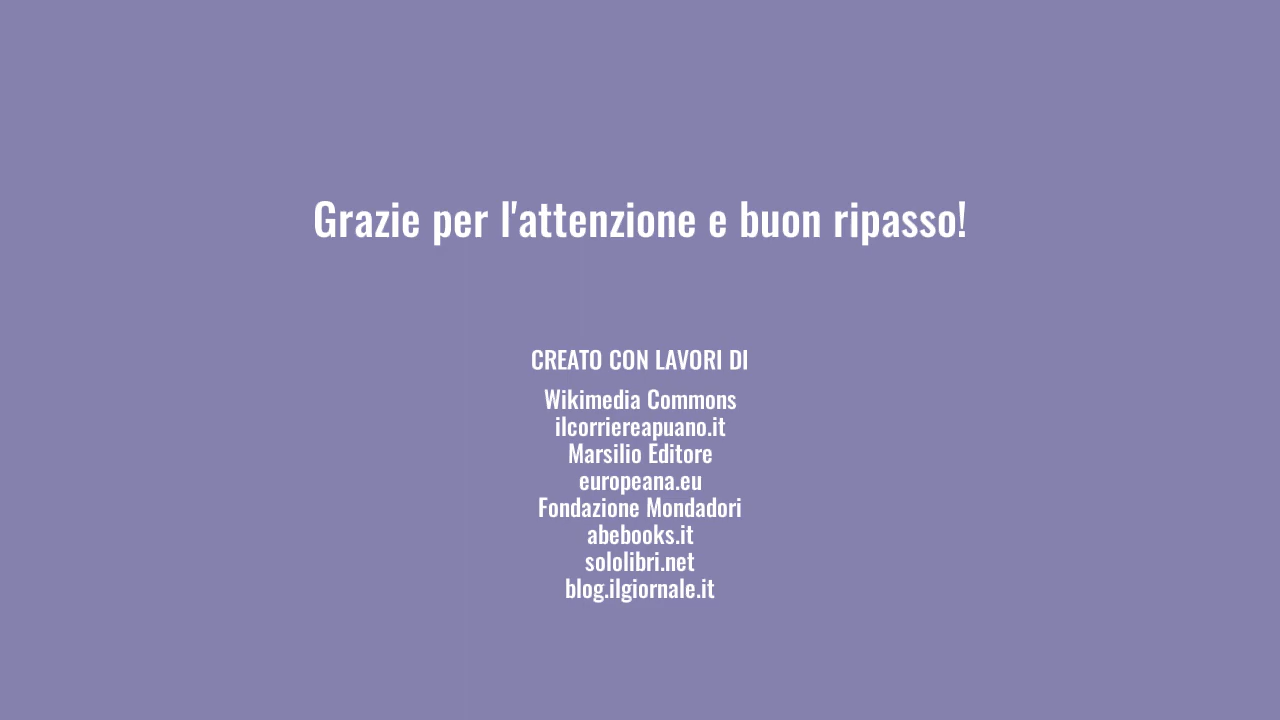 Grazie per l'attenzione e buon ripasso!
CREATO CON LAVORI DI
Wikimedia Commons
ilcorriereapuano.it
Marsilio Editore
europeana.eu
Fondazione Mondadori
abebooks.it
sololibri.net
blog.ilgiornale.it